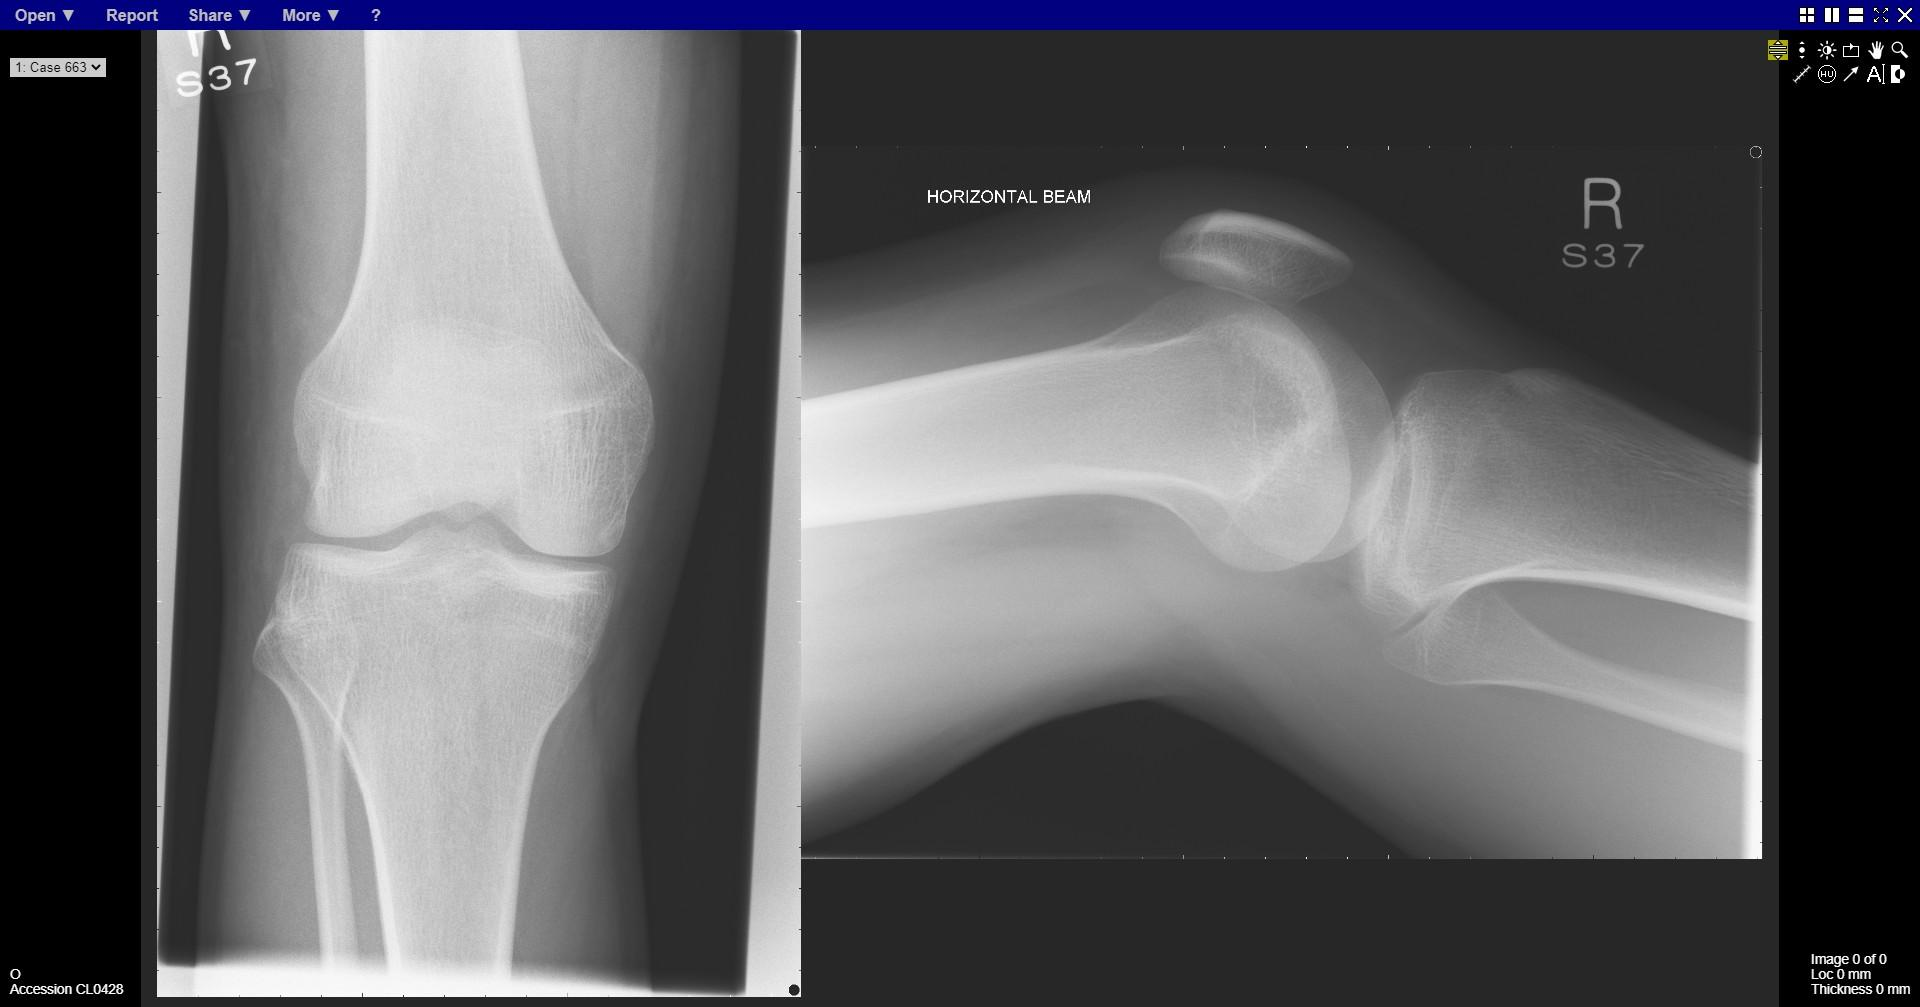 Open ▼ Report Share ▼ More ▼ ?
1: Case 663
S37
HORIZONTAL BEAM
R
S37
HU
A
O
Accession CL0428
Image 0 of 0
Loc 0 mm
Thickness 0 mm